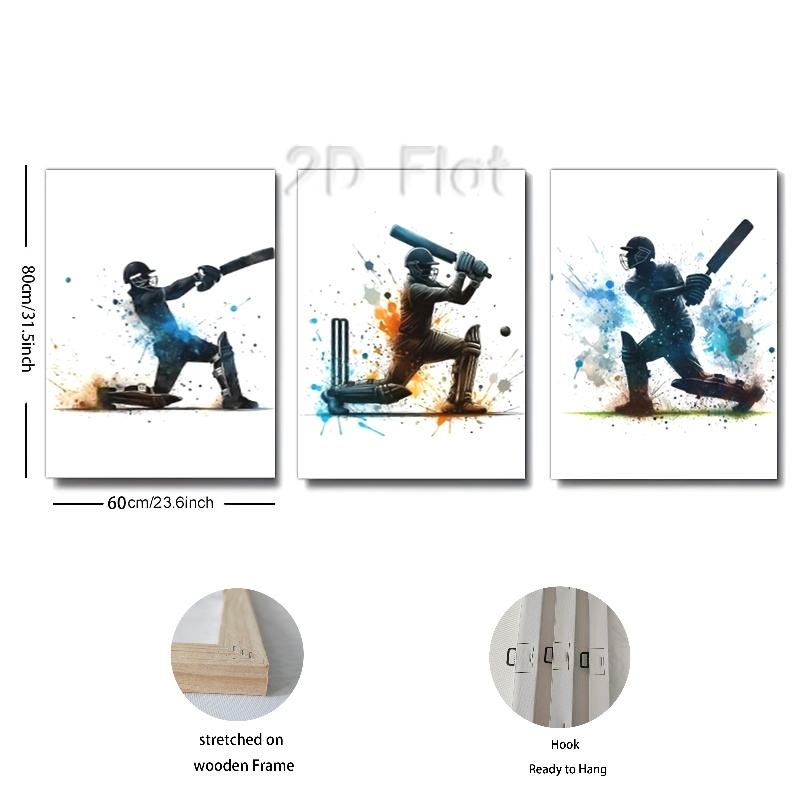 2D Flat
80cm/31.5inch
60cm/23.6inch
stretched on
wooden Frame
Hook
Ready to Hang